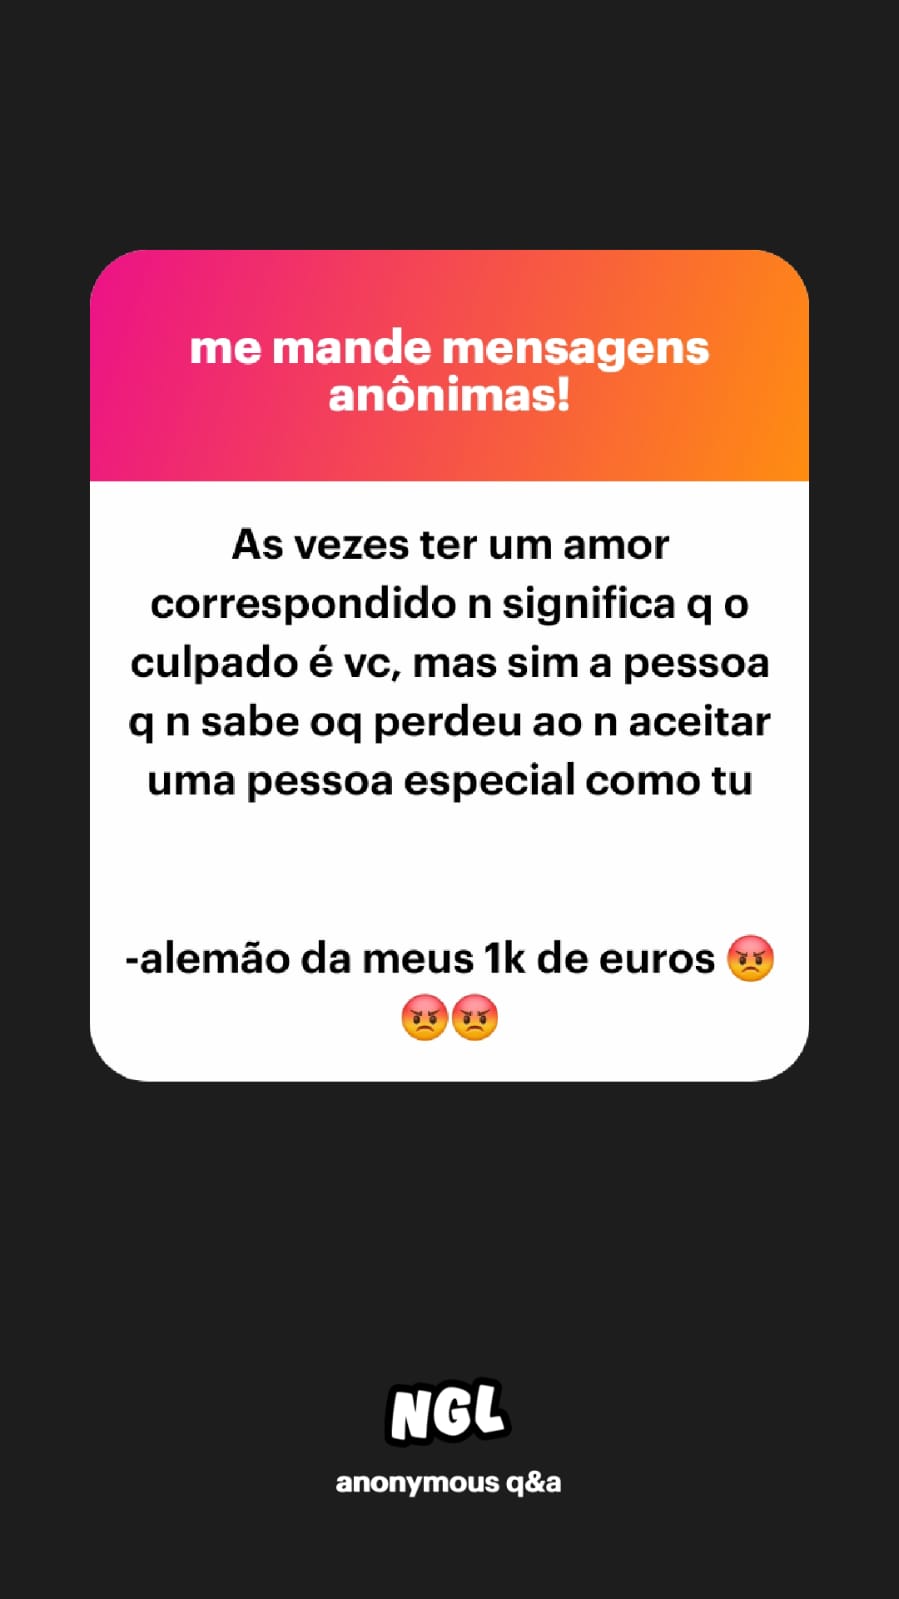 me mande mensagens
anônimas!
As vezes ter um amor
correspondido n significa q o
culpado é vc, mas sim a pessoa
q n sabe oq perdeu ao n aceitar
uma pessoa especial como tu
-alemão da meus 1k de euros 😡
😡😡
NGL
anonymous q&a